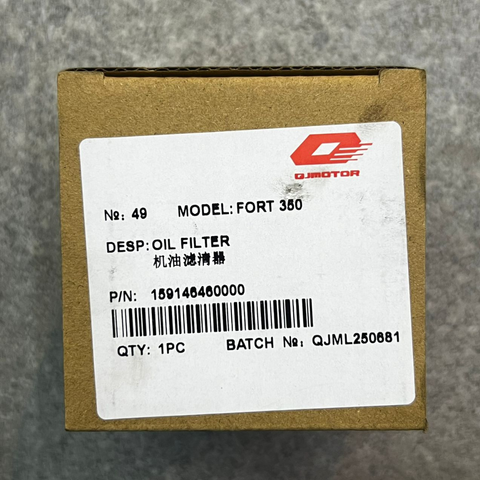 QJMOTOR
№: 49 MODEL: FORT 350
DESP: OIL FILTER
机油滤清器
P/N: 159146460000
QTY: 1PC BATCH №: QJML250681